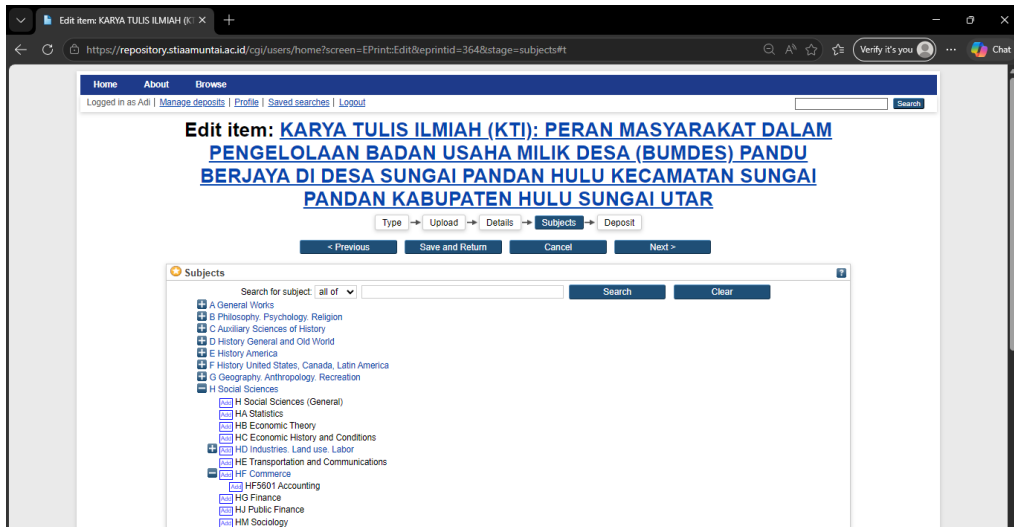 Edit item: KARYA TULIS ILMIAH (KT
https://repository.stiaamuntai.ac.id/cgi/users/home?screen=EPrint::Edit&eprintid=364&stage=subjects#t
Verify it's you
Chat
Home About Browse
Logged in as Adi | Manage deposits | Profile | Saved searches | Logout
Search
Edit item: KARYA TULIS ILMIAH (KTI): PERAN MASYARAKAT DALAM
PENGELOLAAN BADAN USAHA MILIK DESA (BUMDES) PANDU
BERJAYA DI DESA SUNGAI PANDAN HULU KECAMATAN SUNGAI
PANDAN KABUPATEN HULU SUNGAI UTAR
Type Upload Details Subjects Deposit
< Previous Save and Return Cancel Next >
Subjects ?
Search for subject: all of Search Clear
A General Works
B Philosophy. Psychology. Religion
C Auxiliary Sciences of History
D History General and Old World
E History America
F History United States, Canada, Latin America
G Geography. Anthropology. Recreation
H Social Sciences
Add H Social Sciences (General)
Add HA Statistics
Add HB Economic Theory
Add HC Economic History and Conditions
Add HD Industries. Land use. Labor
Add HE Transportation and Communications
Add HF Commerce
Add HF5601 Accounting
Add HG Finance
Add HJ Public Finance
Add HM Sociology